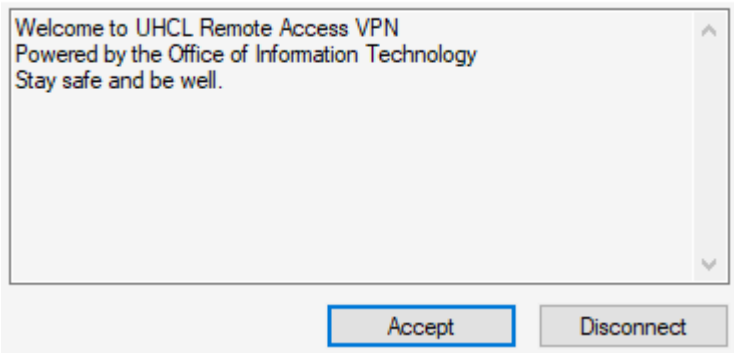 Welcome to UHCL Remote Access VPN
Powered by the Office of Information Technology
Stay safe and be well.
Accept
Disconnect